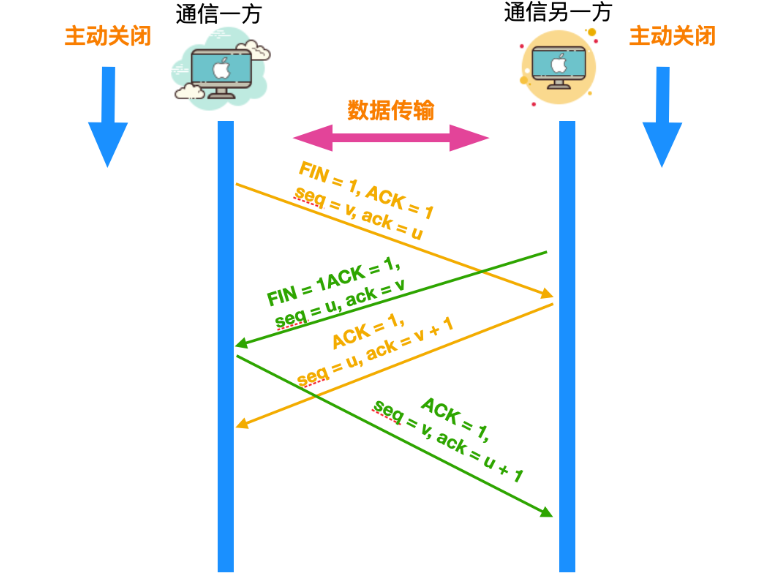 通信一方
通信另一方
主动关闭
主动关闭
数据传输
FIN = 1, ACK = 1
seq = v, ack = u
FIN = 1ACK = 1,
seq = u, ack = v
ACK = 1,
seq = u, ack = v + 1
ACK = 1,
seq = v, ack = u + 1